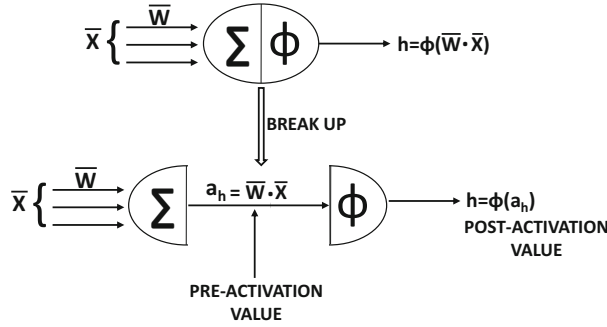 W̅
X̅ {
Σ ϕ
h=ϕ(W̅·X̅)
BREAK UP
W̅
X̅ {
Σ
a_h = W̅·X̅
ϕ
h=ϕ(a_h)
POST-ACTIVATION
VALUE
PRE-ACTIVATION
VALUE